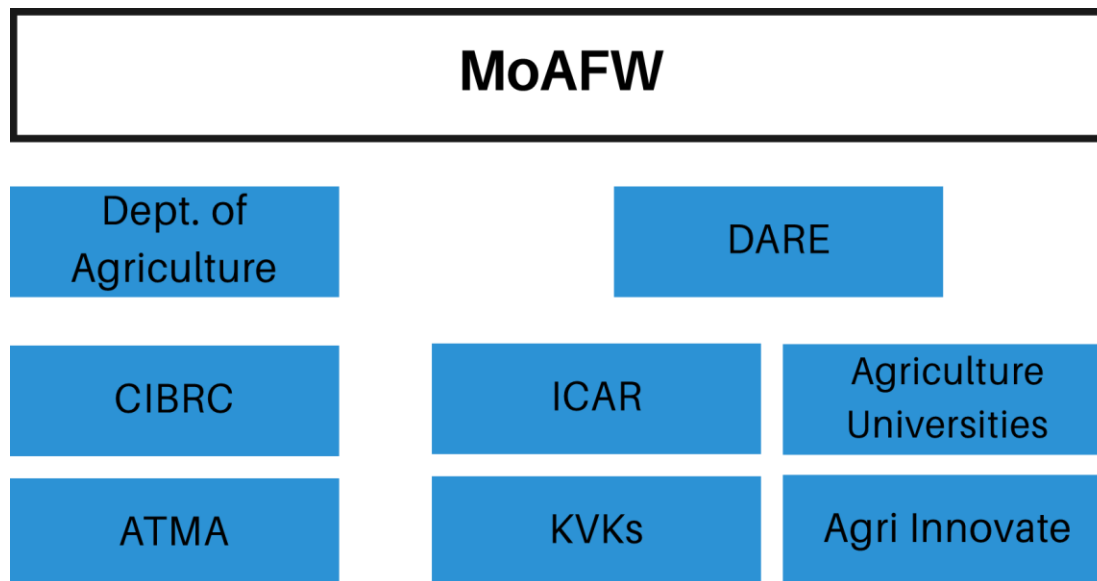 MoAFW
Dept. of
Agriculture
DARE
CIBRC
ICAR
Agriculture
Universities
ATMA
KVKs
Agri Innovate